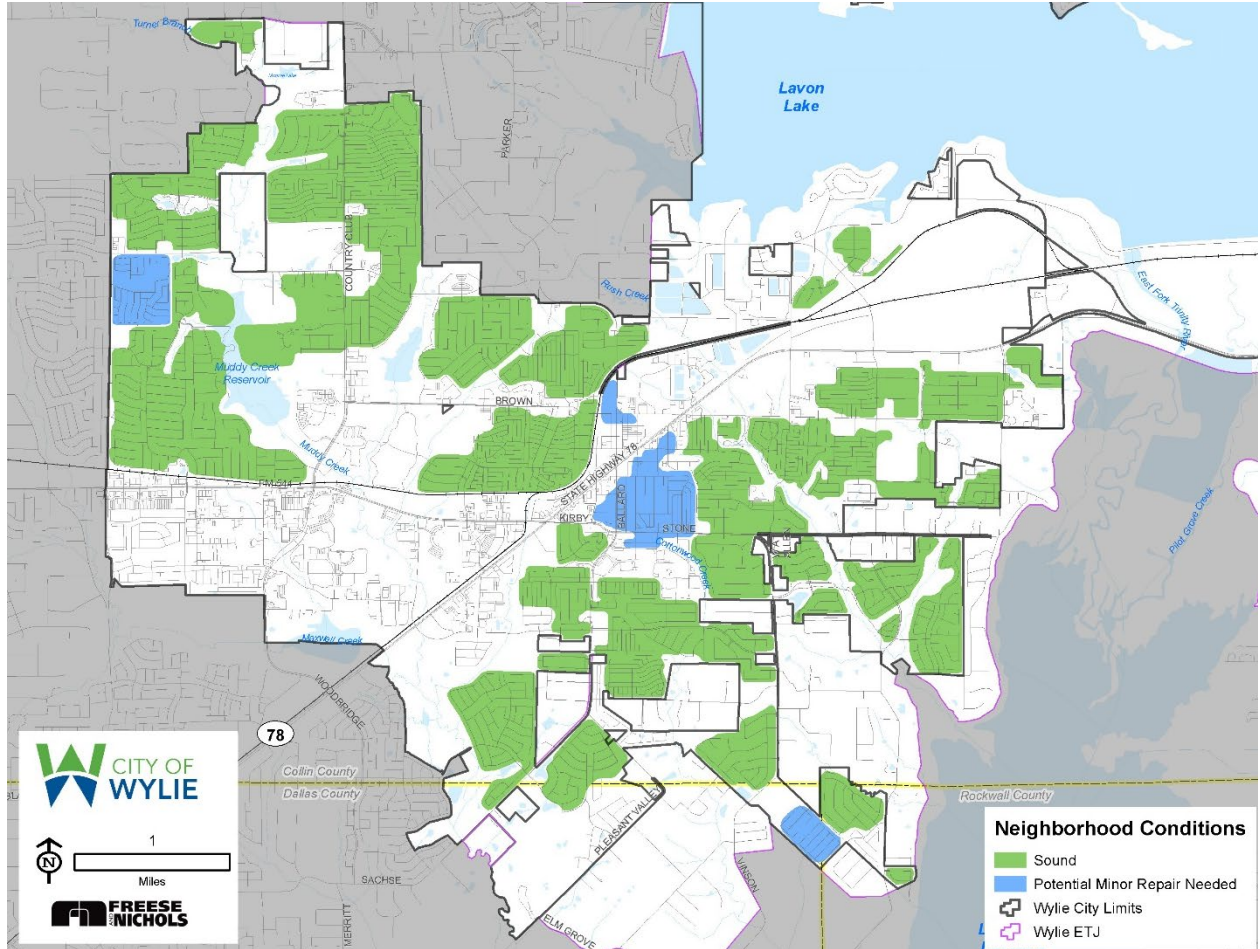 Turner Branch
Lavon
Lake
PARKER
COUNTRY CLUB
Rush Creek
East Fork Trinity River
Muddy Creek
Reservoir
BROWN
Muddy Creek
STATE HIGHWAY 78
FM 544
KIRBY
BALLARD
STONE
Cottonwood Creek
Pilot Grove Creek
Maxwell Creek
WOODBRIDGE
78
Collin County
Dallas County
Rockwall County
PLEASANT VALLEY
VINSON
SACHSE
MERRITT
ELM GROVE
CITY OF
WYLIE
N
1
Miles
FREESE
AND
NICHOLS
Neighborhood Conditions
Sound
Potential Minor Repair Needed
Wylie City Limits
Wylie ETJ